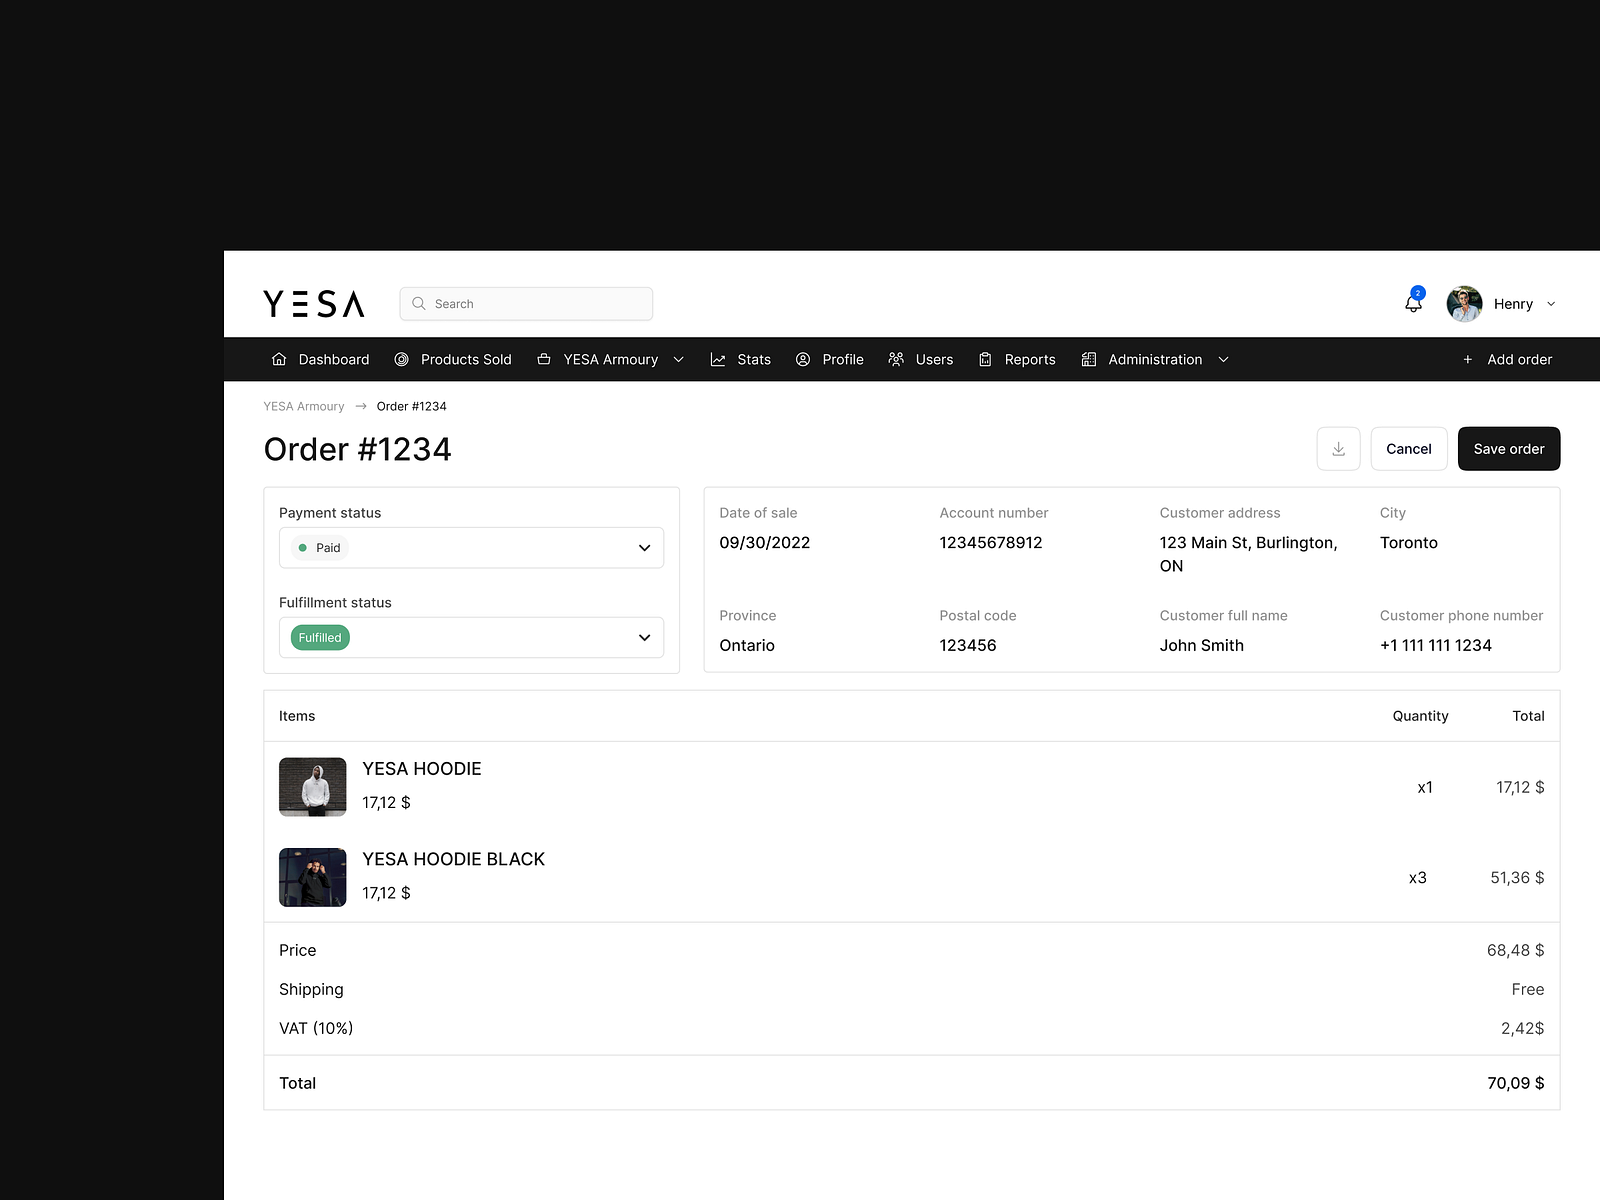 YESA
Search
2
Henry
Dashboard
Products Sold
YESA Armoury
Stats
Profile
Users
Reports
Administration
+ Add order
YESA Armoury → Order #1234
Order #1234
Cancel
Save order
Payment status
Paid
Fulfillment status
Fulfilled
Date of sale
09/30/2022
Account number
12345678912
Customer address
123 Main St, Burlington,
ON
City
Toronto
Province
Ontario
Postal code
123456
Customer full name
John Smith
Customer phone number
+1 111 111 1234
Items Quantity Total
YESA HOODIE
17,12 $
x1 17,12 $
YESA HOODIE BLACK
17,12 $
x3 51,36 $
Price 68,48 $
Shipping Free
VAT (10%) 2,42$
Total 70,09 $